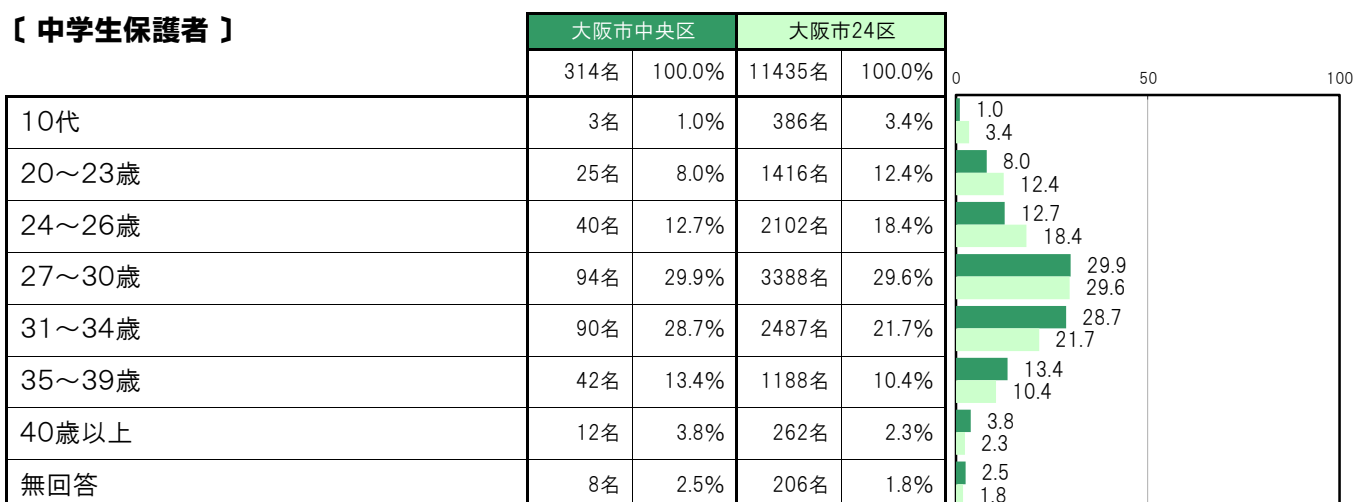 〔 中学生保護者 〕
大阪市中央区 大阪市24区
314名 100.0% 11435名 100.0% 0 50 100
10代 3名 1.0% 386名 3.4% 1.0
3.4
20～23歳 25名 8.0% 1416名 12.4% 8.0
12.4
24～26歳 40名 12.7% 2102名 18.4% 12.7
18.4
27～30歳 94名 29.9% 3388名 29.6% 29.9
29.6
31～34歳 90名 28.7% 2487名 21.7% 28.7
21.7
35～39歳 42名 13.4% 1188名 10.4% 13.4
10.4
40歳以上 12名 3.8% 262名 2.3% 3.8
2.3
無回答 8名 2.5% 206名 1.8% 2.5
1.8